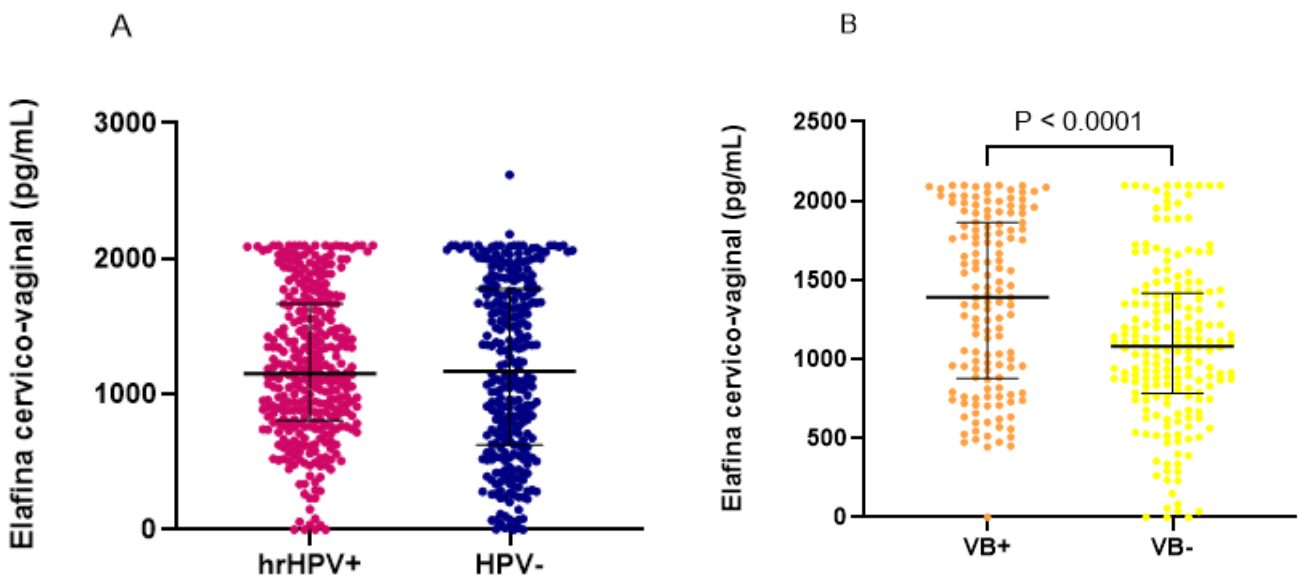 A
Elafina cervico-vaginal (pg/mL)
3000
2000
1000
0
hrHPV+
HPV-
B
P < 0.0001
Elafina cervico-vaginal (pg/mL)
2500
2000
1500
1000
500
0
VB+
VB-